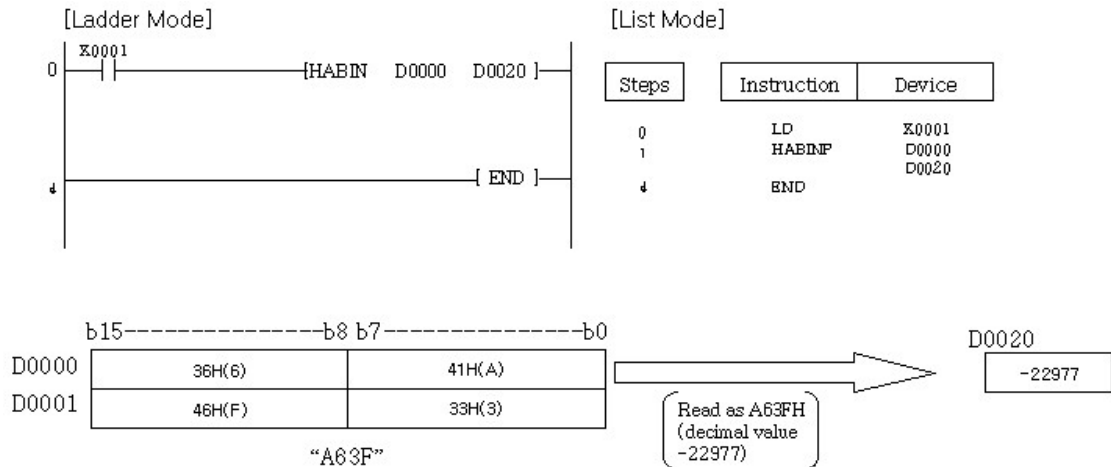 [Ladder Mode]
[List Mode]
X0001
0
[HABIN D0000 D0020 ]
4
[ END ]
Steps Instruction Device
0 LD X0001
1 HABINP D0000
D0020
4 END
b15----------------b8 b7----------------b0
D0000 36H(6) 41H(A)
D0001 46H(F) 33H(3)
“A63F”
Read as A63FH
(decimal value
-22977)
D0020
-22977